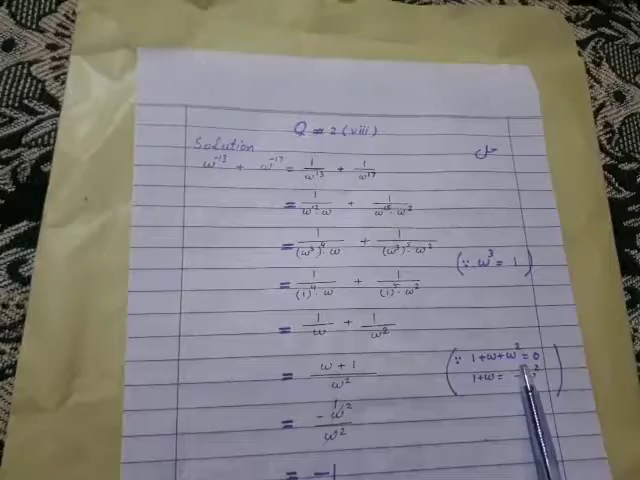 Q = 2 (viii)
Solution
حل
ω⁻¹³ + ω⁻¹⁷ = 1/ω¹³ + 1/ω¹⁷
= 1/(ω¹²·ω) + 1/(ω¹⁵·ω²)
= 1/((ω³)⁴·ω) + 1/((ω³)⁵·ω²) (∵ ω³ = 1)
= 1/((1)⁴·ω) + 1/((1)⁵·ω²)
= 1/ω + 1/ω²
= (ω + 1)/ω² (∵ 1+ω+ω² = 0
1+ω = -ω²)
= -ω²/ω²
= -1